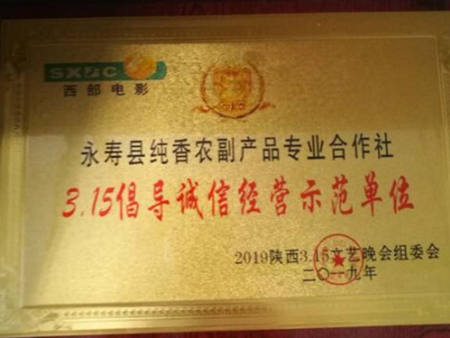 SXBC
西部电影
永寿县纯香农副产品专业合作社
3.15倡导诚信经营示范单位
2019陕西3.15文艺晚会组委会
二〇一九年